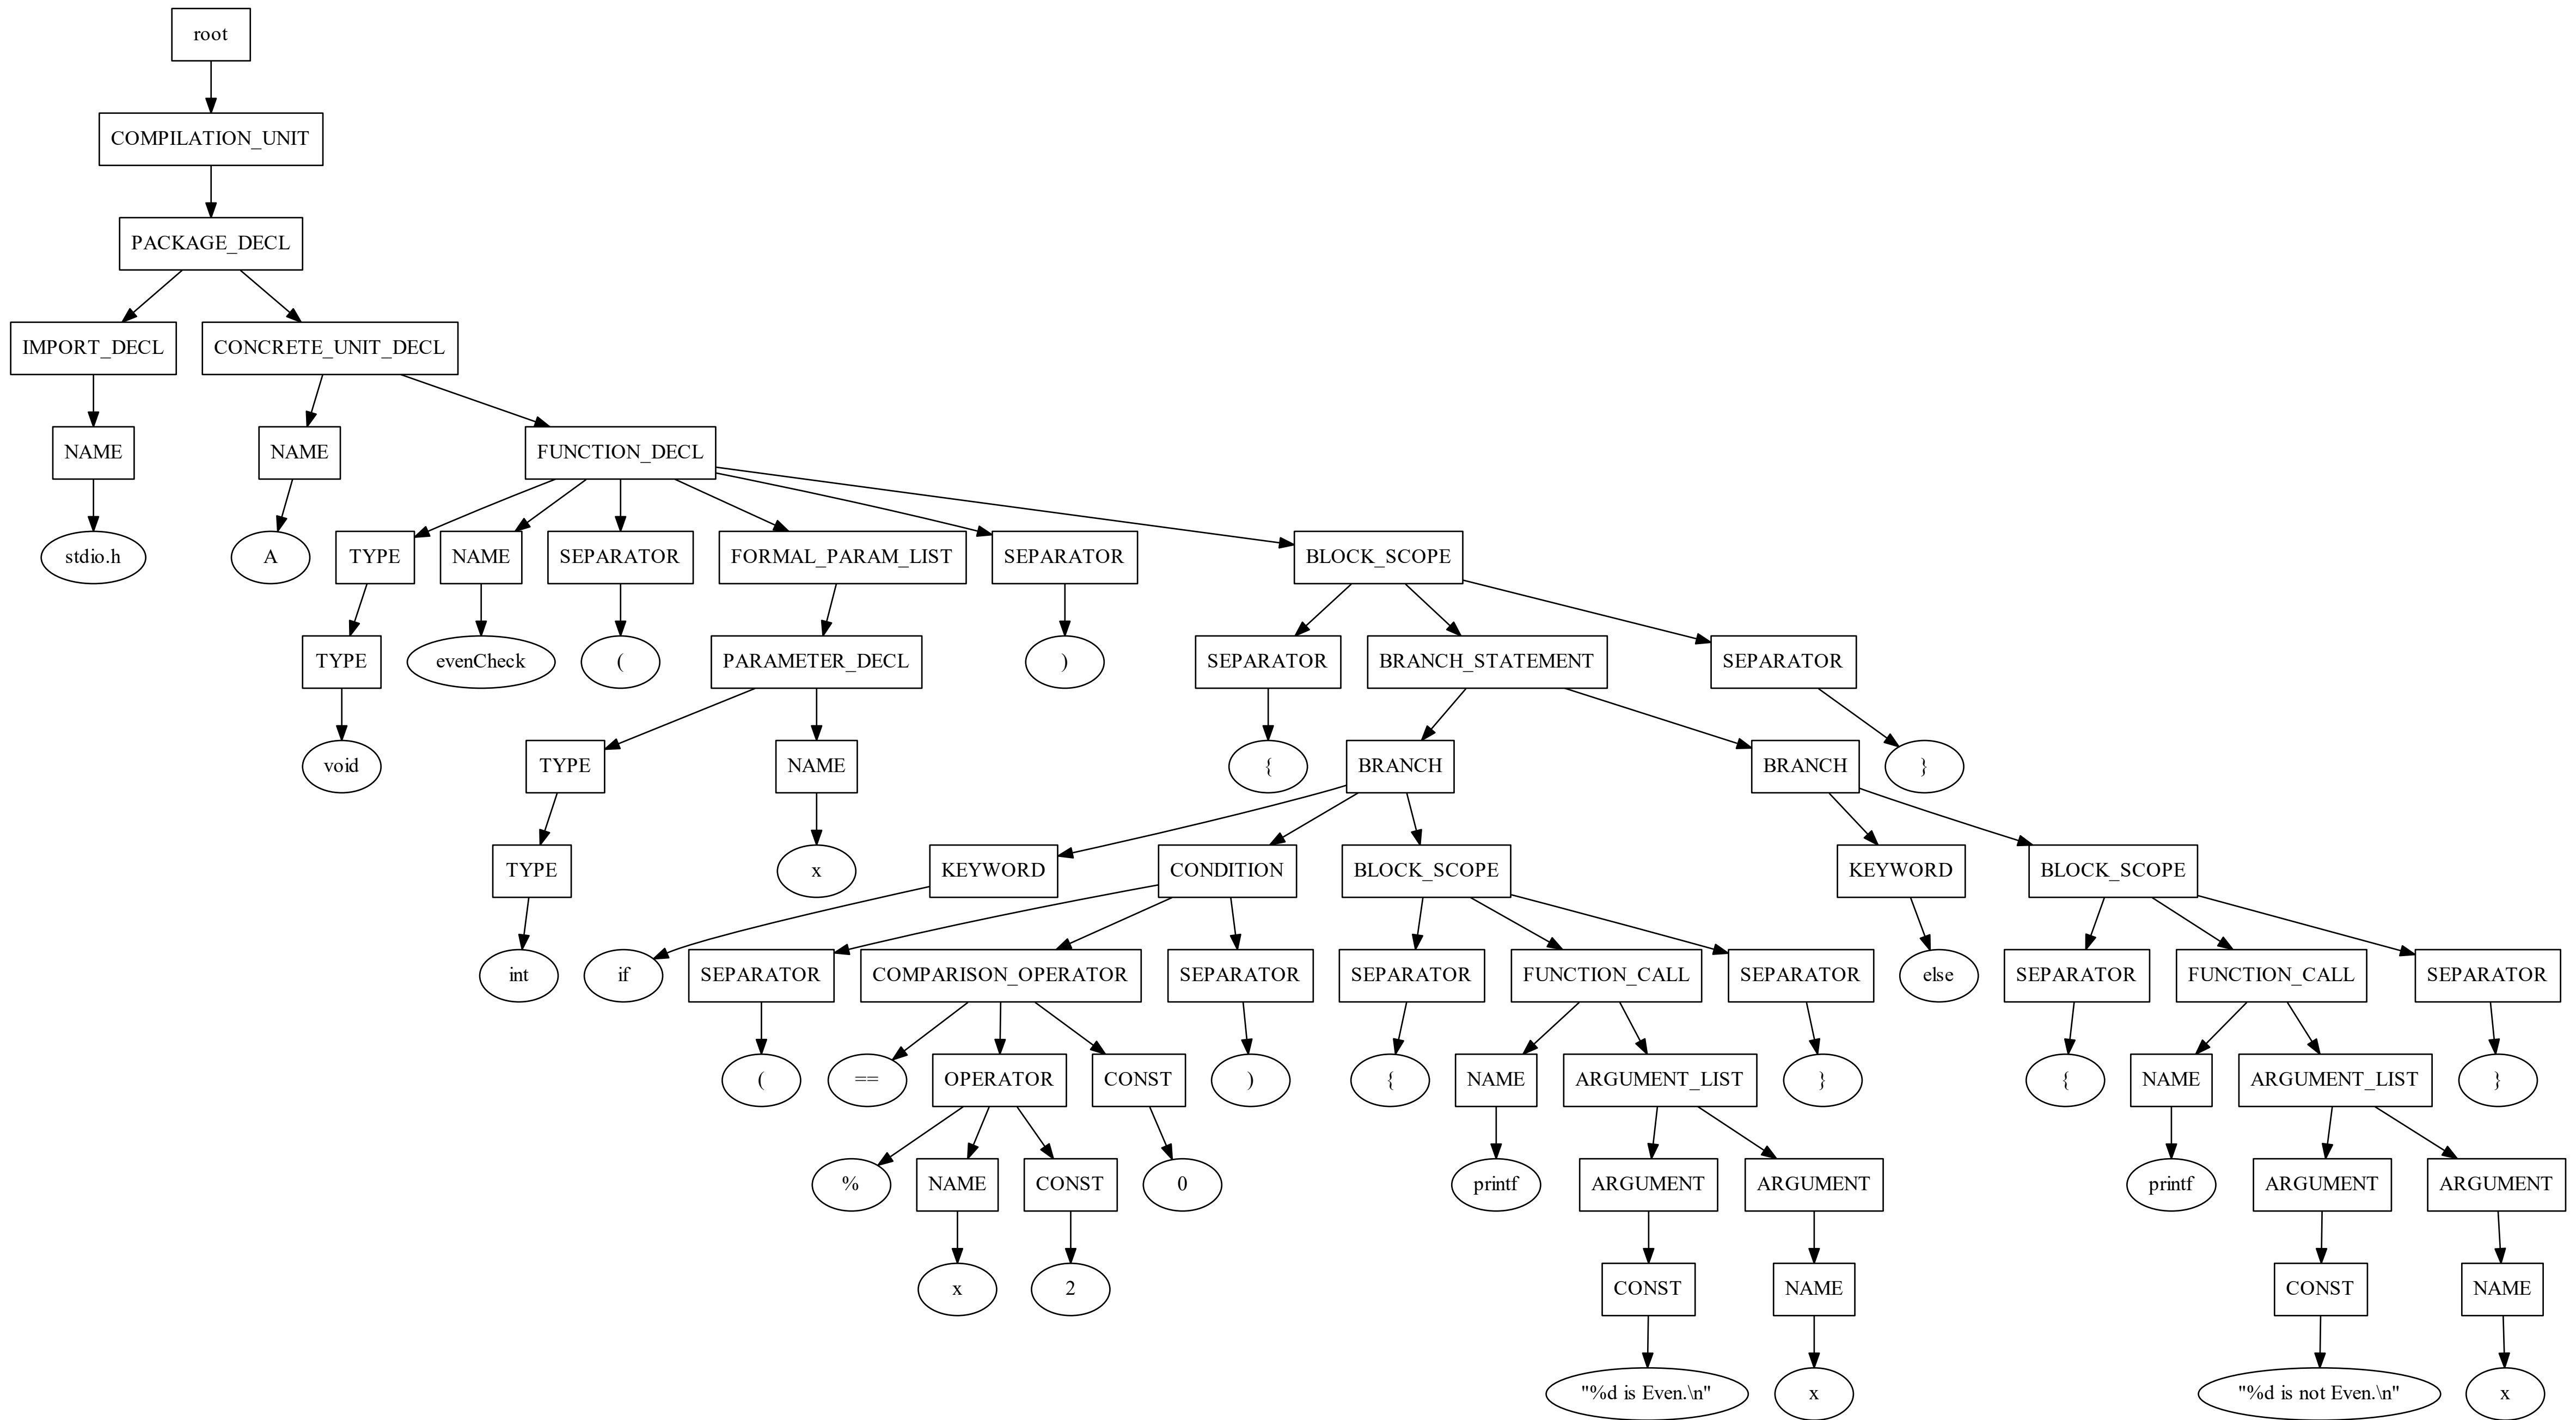 root
COMPILATION_UNIT
PACKAGE_DECL
IMPORT_DECL CONCRETE_UNIT_DECL
NAME NAME FUNCTION_DECL
stdio.h A TYPE NAME SEPARATOR FORMAL_PARAM_LIST SEPARATOR BLOCK_SCOPE
TYPE evenCheck ( PARAMETER_DECL ) SEPARATOR BRANCH_STATEMENT SEPARATOR
void TYPE NAME { BRANCH BRANCH }
TYPE x KEYWORD CONDITION BLOCK_SCOPE KEYWORD BLOCK_SCOPE
int if SEPARATOR COMPARISON_OPERATOR SEPARATOR SEPARATOR FUNCTION_CALL SEPARATOR else SEPARATOR FUNCTION_CALL SEPARATOR
( == OPERATOR CONST ) { NAME ARGUMENT_LIST } { NAME ARGUMENT_LIST }
% NAME CONST 0 printf ARGUMENT ARGUMENT printf ARGUMENT ARGUMENT
x 2 CONST NAME CONST NAME
"%d is Even.\n" x "%d is not Even.\n" x